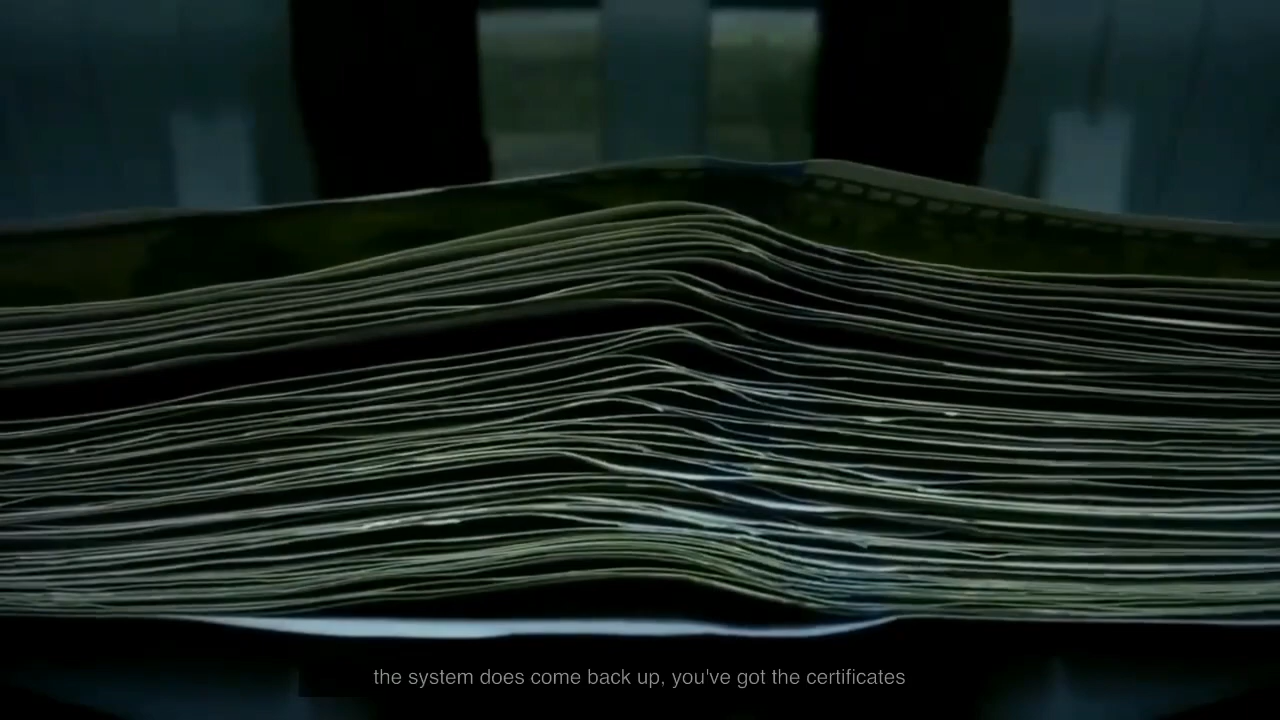 the system does come back up, you've got the certificates